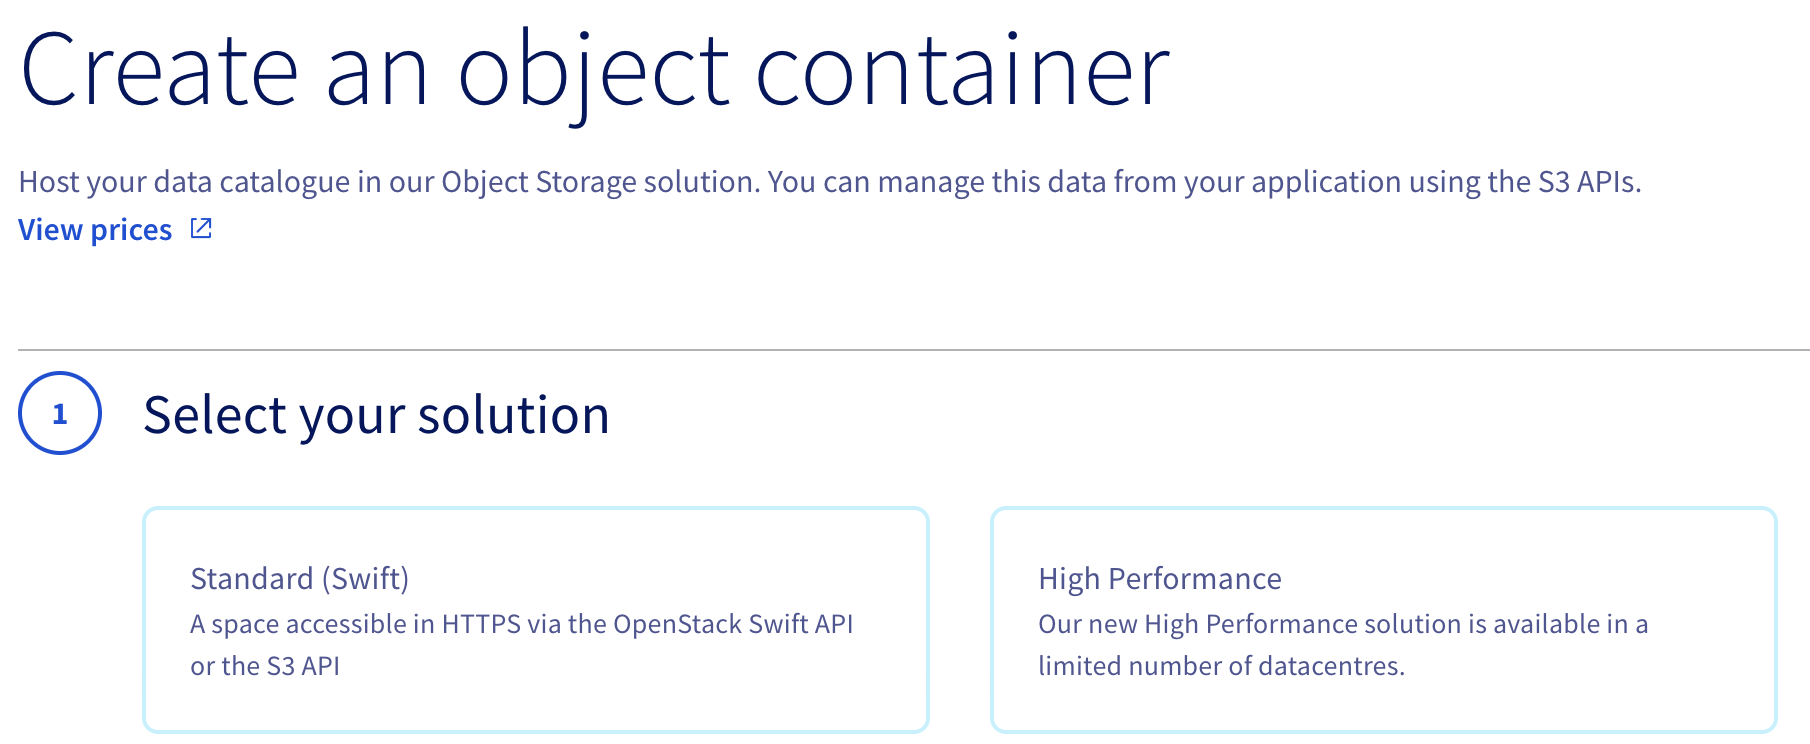 Create an object container
Host your data catalogue in our Object Storage solution. You can manage this data from your application using the S3 APIs.
View prices
1
Select your solution
Standard (Swift)
A space accessible in HTTPS via the OpenStack Swift API
or the S3 API
High Performance
Our new High Performance solution is available in a
limited number of datacentres.